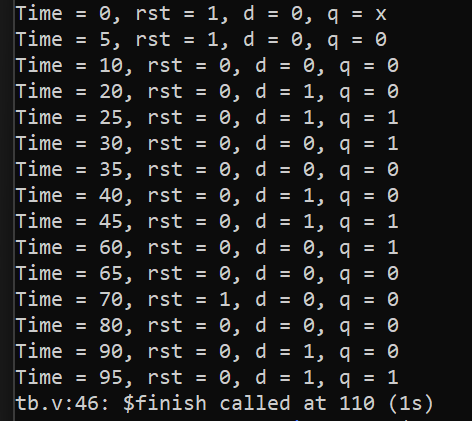 Time = 0, rst = 1, d = 0, q = x
Time = 5, rst = 1, d = 0, q = 0
Time = 10, rst = 0, d = 0, q = 0
Time = 20, rst = 0, d = 1, q = 0
Time = 25, rst = 0, d = 1, q = 1
Time = 30, rst = 0, d = 0, q = 1
Time = 35, rst = 0, d = 0, q = 0
Time = 40, rst = 0, d = 1, q = 0
Time = 45, rst = 0, d = 1, q = 1
Time = 60, rst = 0, d = 0, q = 1
Time = 65, rst = 0, d = 0, q = 0
Time = 70, rst = 1, d = 0, q = 0
Time = 80, rst = 0, d = 0, q = 0
Time = 90, rst = 0, d = 1, q = 0
Time = 95, rst = 0, d = 1, q = 1
tb.v:46: $finish called at 110 (1s)